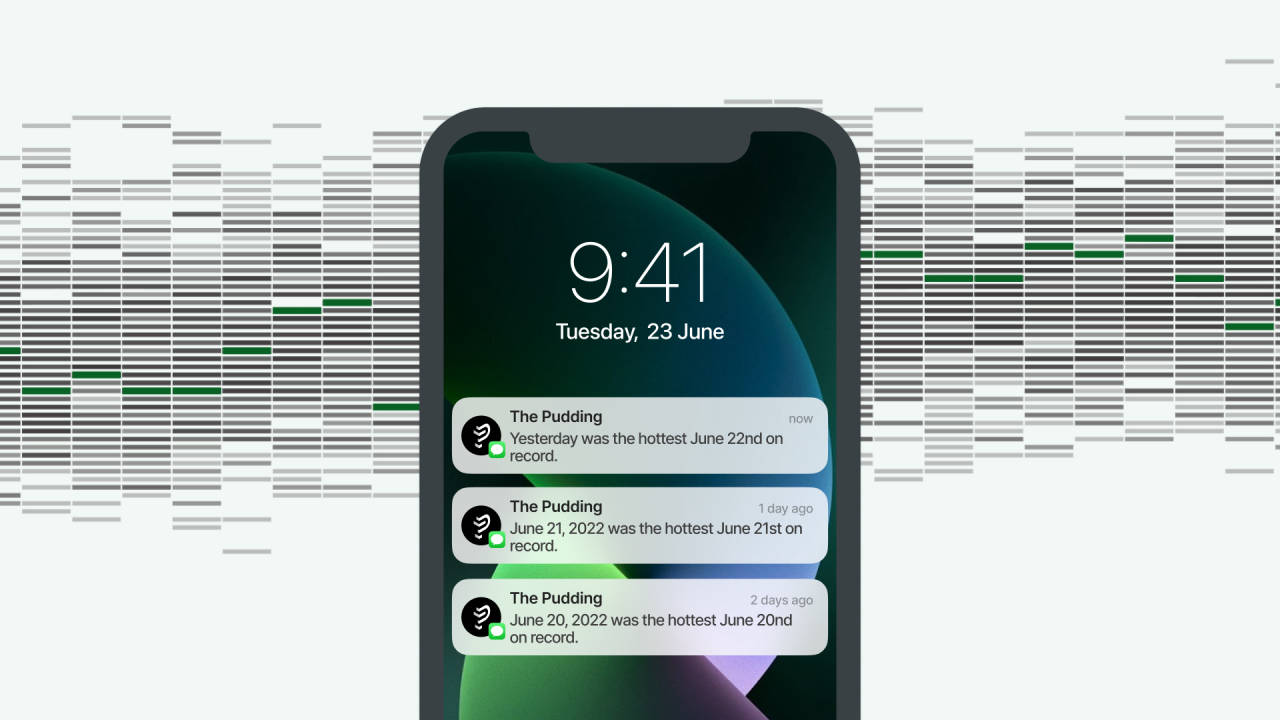 9:41
Tuesday, 23 June
The Pudding
now
Yesterday was the hottest June 22nd on
record.
The Pudding
1 day ago
June 21, 2022 was the hottest June 21st on
record.
The Pudding
2 days ago
June 20, 2022 was the hottest June 20nd
on record.